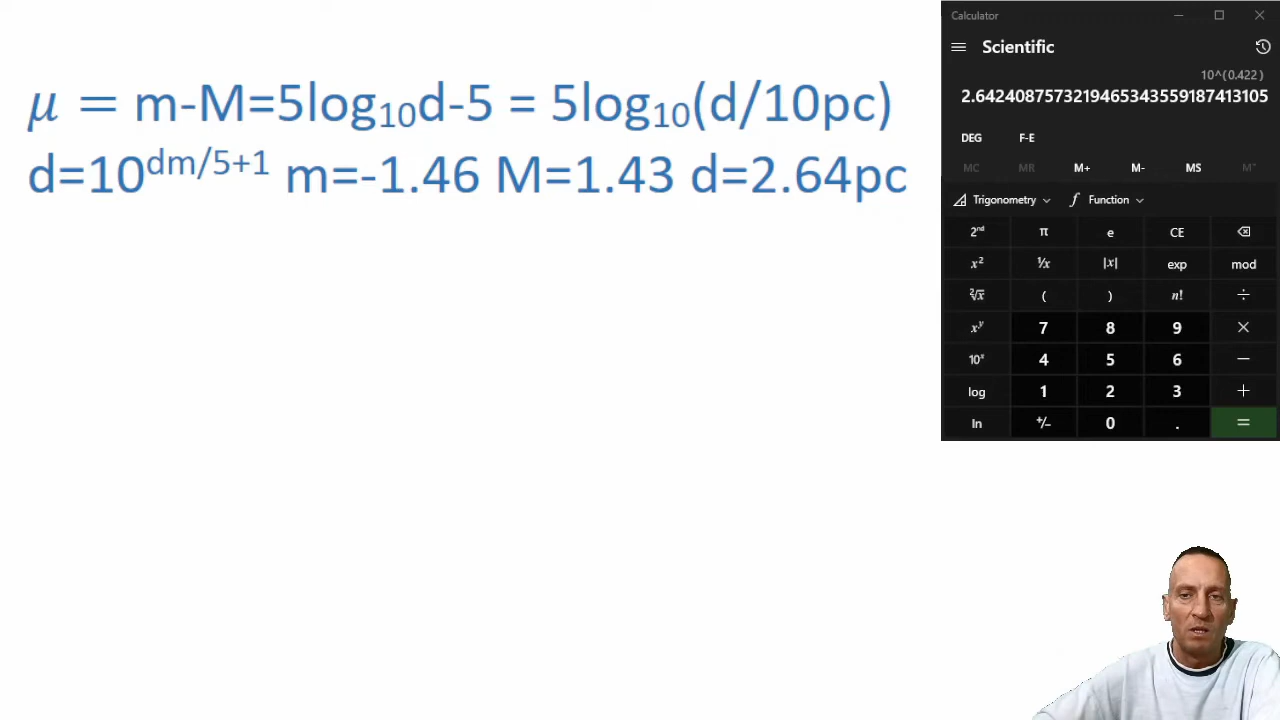 μ = m-M=5log₁₀d-5 = 5log₁₀(d/10pc)
d=10^dm/5+1 m=-1.46 M=1.43 d=2.64pc
Calculator
Scientific
10^(0.422)
2.6424087573219465343559187413105
DEG F-E
MC MR M+ M- MS M˅
Trigonometry Function
2ⁿᵈ π e CE
x² ¹/x |x| exp mod
²√x ( ) n! ÷
xʸ 7 8 9 ×
10ˣ 4 5 6 −
log 1 2 3 +
ln +/- 0 . =